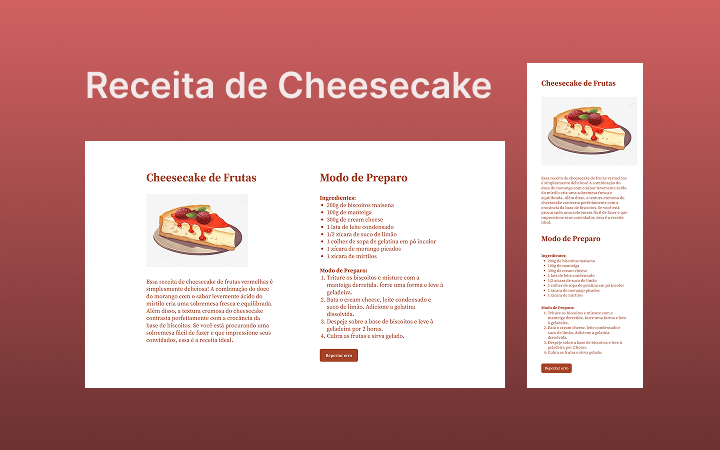 Receita de Cheesecake
Cheesecake de Frutas
Essa receita de cheesecake de frutas vermelhas é
simplesmente deliciosa! A combinação do doce
do morango com o sabor levemente ácido do
mirtilo cria uma sobremesa fresca e equilibrada.
Além disso, a textura cremosa do cheesecake
contrasta perfeitamente com a crocância da
base de biscoitos. Se você está procurando uma
sobremesa fácil de fazer e que impressione seus
convidados, essa é a receita ideal.
Modo de Preparo
Ingredientes:
• 200g de biscoitos maisena
• 100g de manteiga
• 300g de cream cheese
• 1 lata de leite condensado
• 1/2 xícara de suco de limão
• 1 colher de sopa de gelatina em pó incolor
• 1 xícara de morango picados
• 1 xícara de mirtilos
Modo de Preparo:
1. Triture os biscoitos e misture com a
manteiga derretida. forre uma forma e leve à
geladeira.
2. Bata o cream cheese, leite condensado e
suco de limão. Adicione a gelatina
dissolvida.
3. Despeje sobre a base de biscoitos e leve à
geladeira por 2 horas.
4. Cubra as frutas e sirva gelado.
Reportar erro
Cheesecake de Frutas
Essa receita de cheesecake de frutas vermelhas
é simplesmente deliciosa! A combinação do
doce do morango com o sabor levemente ácido
do mirtilo cria uma sobremesa fresca e
equilibrada. Além disso, a textura cremosa do
cheesecake contrasta perfeitamente com a
crocância da base de biscoitos. Se você está
procurando uma sobremesa fácil de fazer e que
impressione seus convidados, essa é a receita
ideal.
Modo de Preparo
Ingredientes:
• 200g de biscoitos maisena
• 100g de manteiga
• 300g de cream cheese
• 1 lata de leite condensado
• 1/2 xícara de suco de limão
• 1 colher de sopa de gelatina em pó incolor
• 1 xícara de morango picados
• 1 xícara de mirtilos
Modo de Preparo:
1. Triture os biscoitos e misture com a
manteiga derretida. forre uma forma e leve
à geladeira.
2. Bata o cream cheese, leite condensado e
suco de limão. Adicione a gelatina
dissolvida.
3. Despeje sobre a base de biscoitos e leve à
geladeira por 2 horas.
4. Cubra as frutas e sirva gelado.
Reportar erro